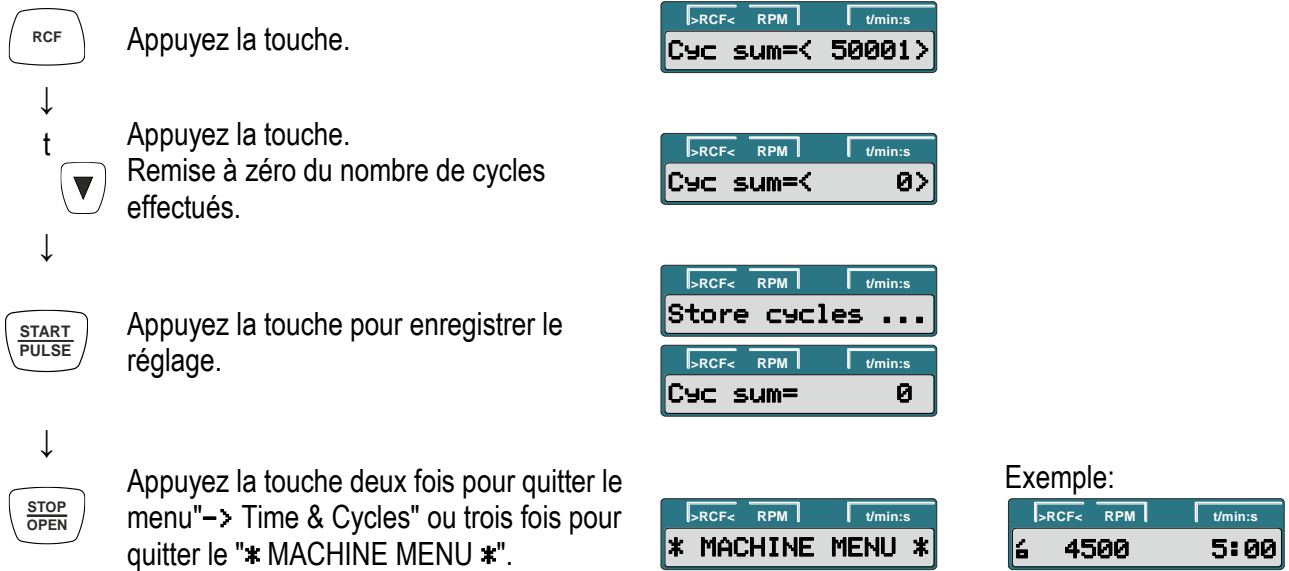 RCF
Appuyez la touche.
>RCF< RPM t/min:s
Cyc sum=< 50001>
↓
t
▼
Appuyez la touche.
Remise à zéro du nombre de cycles
effectués.
>RCF< RPM t/min:s
Cyc sum=< 0>
↓
START
PULSE
Appuyez la touche pour enregistrer le
réglage.
>RCF< RPM t/min:s
Store cycles ...
>RCF< RPM t/min:s
Cyc sum= 0
↓
STOP
OPEN
Appuyez la touche deux fois pour quitter le
menu"-> Time & Cycles" ou trois fois pour
quitter le "* MACHINE MENU *".
>RCF< RPM t/min:s
* MACHINE MENU *
Exemple:
>RCF< RPM t/min:s
4500 5:00